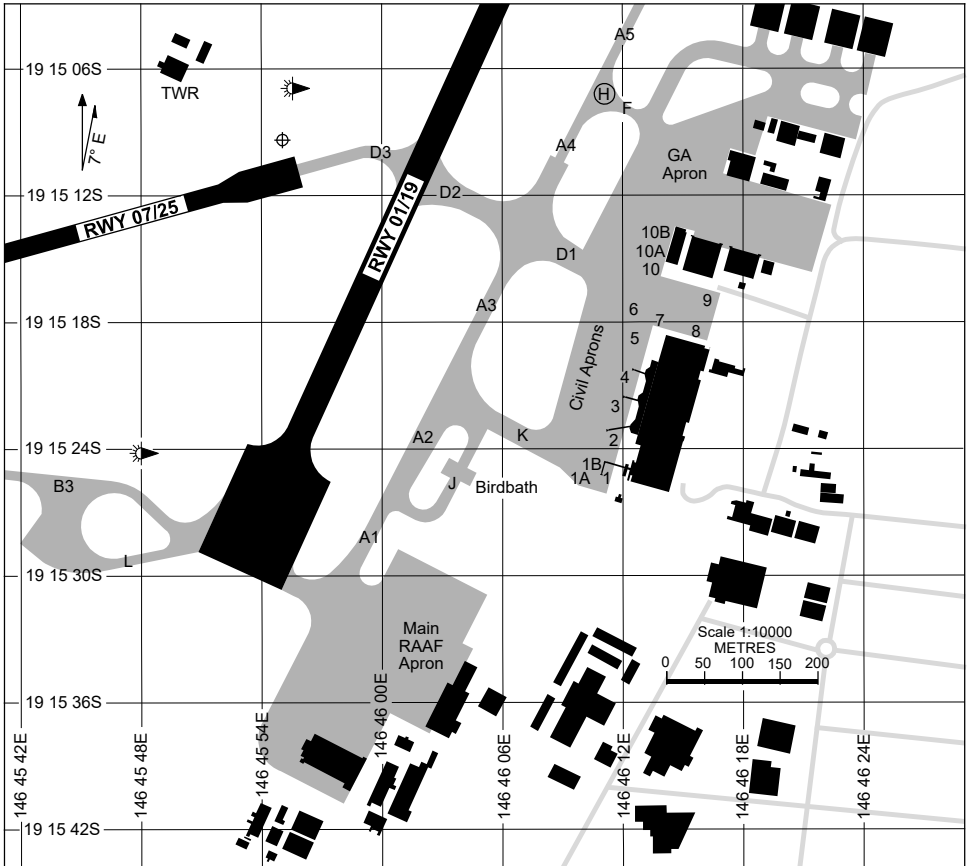 A5
19 15 06S
TWR
H
F
7° E
D3
A4
GA
Apron
19 15 12S
D2
RWY 07/25
RWY 01/19
10B
10A
10
D1
A3
9
6
7
19 15 18S
8
5
Civil Aprons
4
3
A2
K
2
19 15 24S
1B
1A
1
B3
J
Birdbath
A1
L
19 15 30S
Main
RAAF
Apron
Scale 1:10000
METRES
0 50 100 150 200
19 15 36S
146 45 42E
146 45 48E
146 45 54E
146 46 00E
146 46 06E
146 46 12E
146 46 18E
146 46 24E
19 15 42S